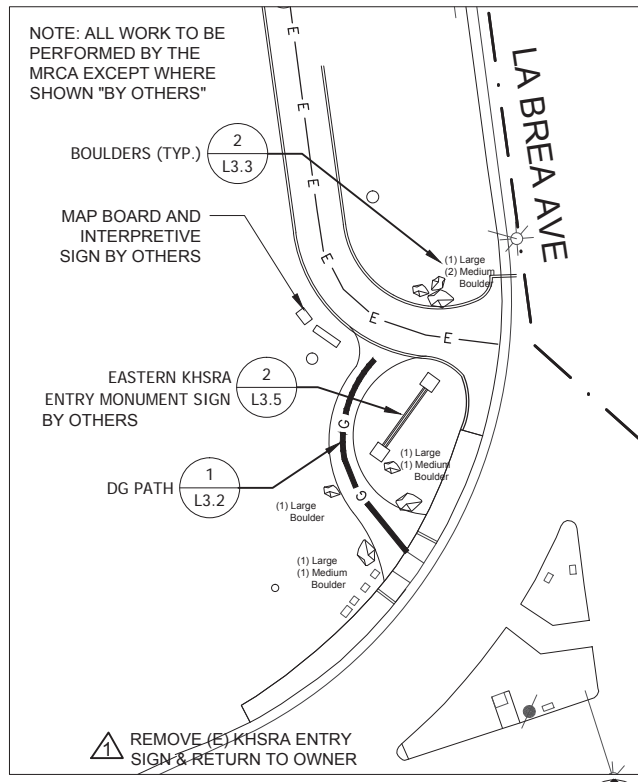 NOTE: ALL WORK TO BE
PERFORMED BY THE
MRCA EXCEPT WHERE
SHOWN "BY OTHERS"
LA BREA AVE
BOULDERS (TYP.)
2
L3.3
MAP BOARD AND
INTERPRETIVE
SIGN BY OTHERS
E
E
E
E
E
E
(1) Large
(2) Medium
Boulder
EASTERN KHSRA
ENTRY MONUMENT SIGN
BY OTHERS
2
L3.5
G
(1) Large
(1) Medium
Boulder
DG PATH
1
L3.2
G
(1) Large
Boulder
(1) Large
(1) Medium
Boulder
1
REMOVE (E) KHSRA ENTRY
SIGN & RETURN TO OWNER